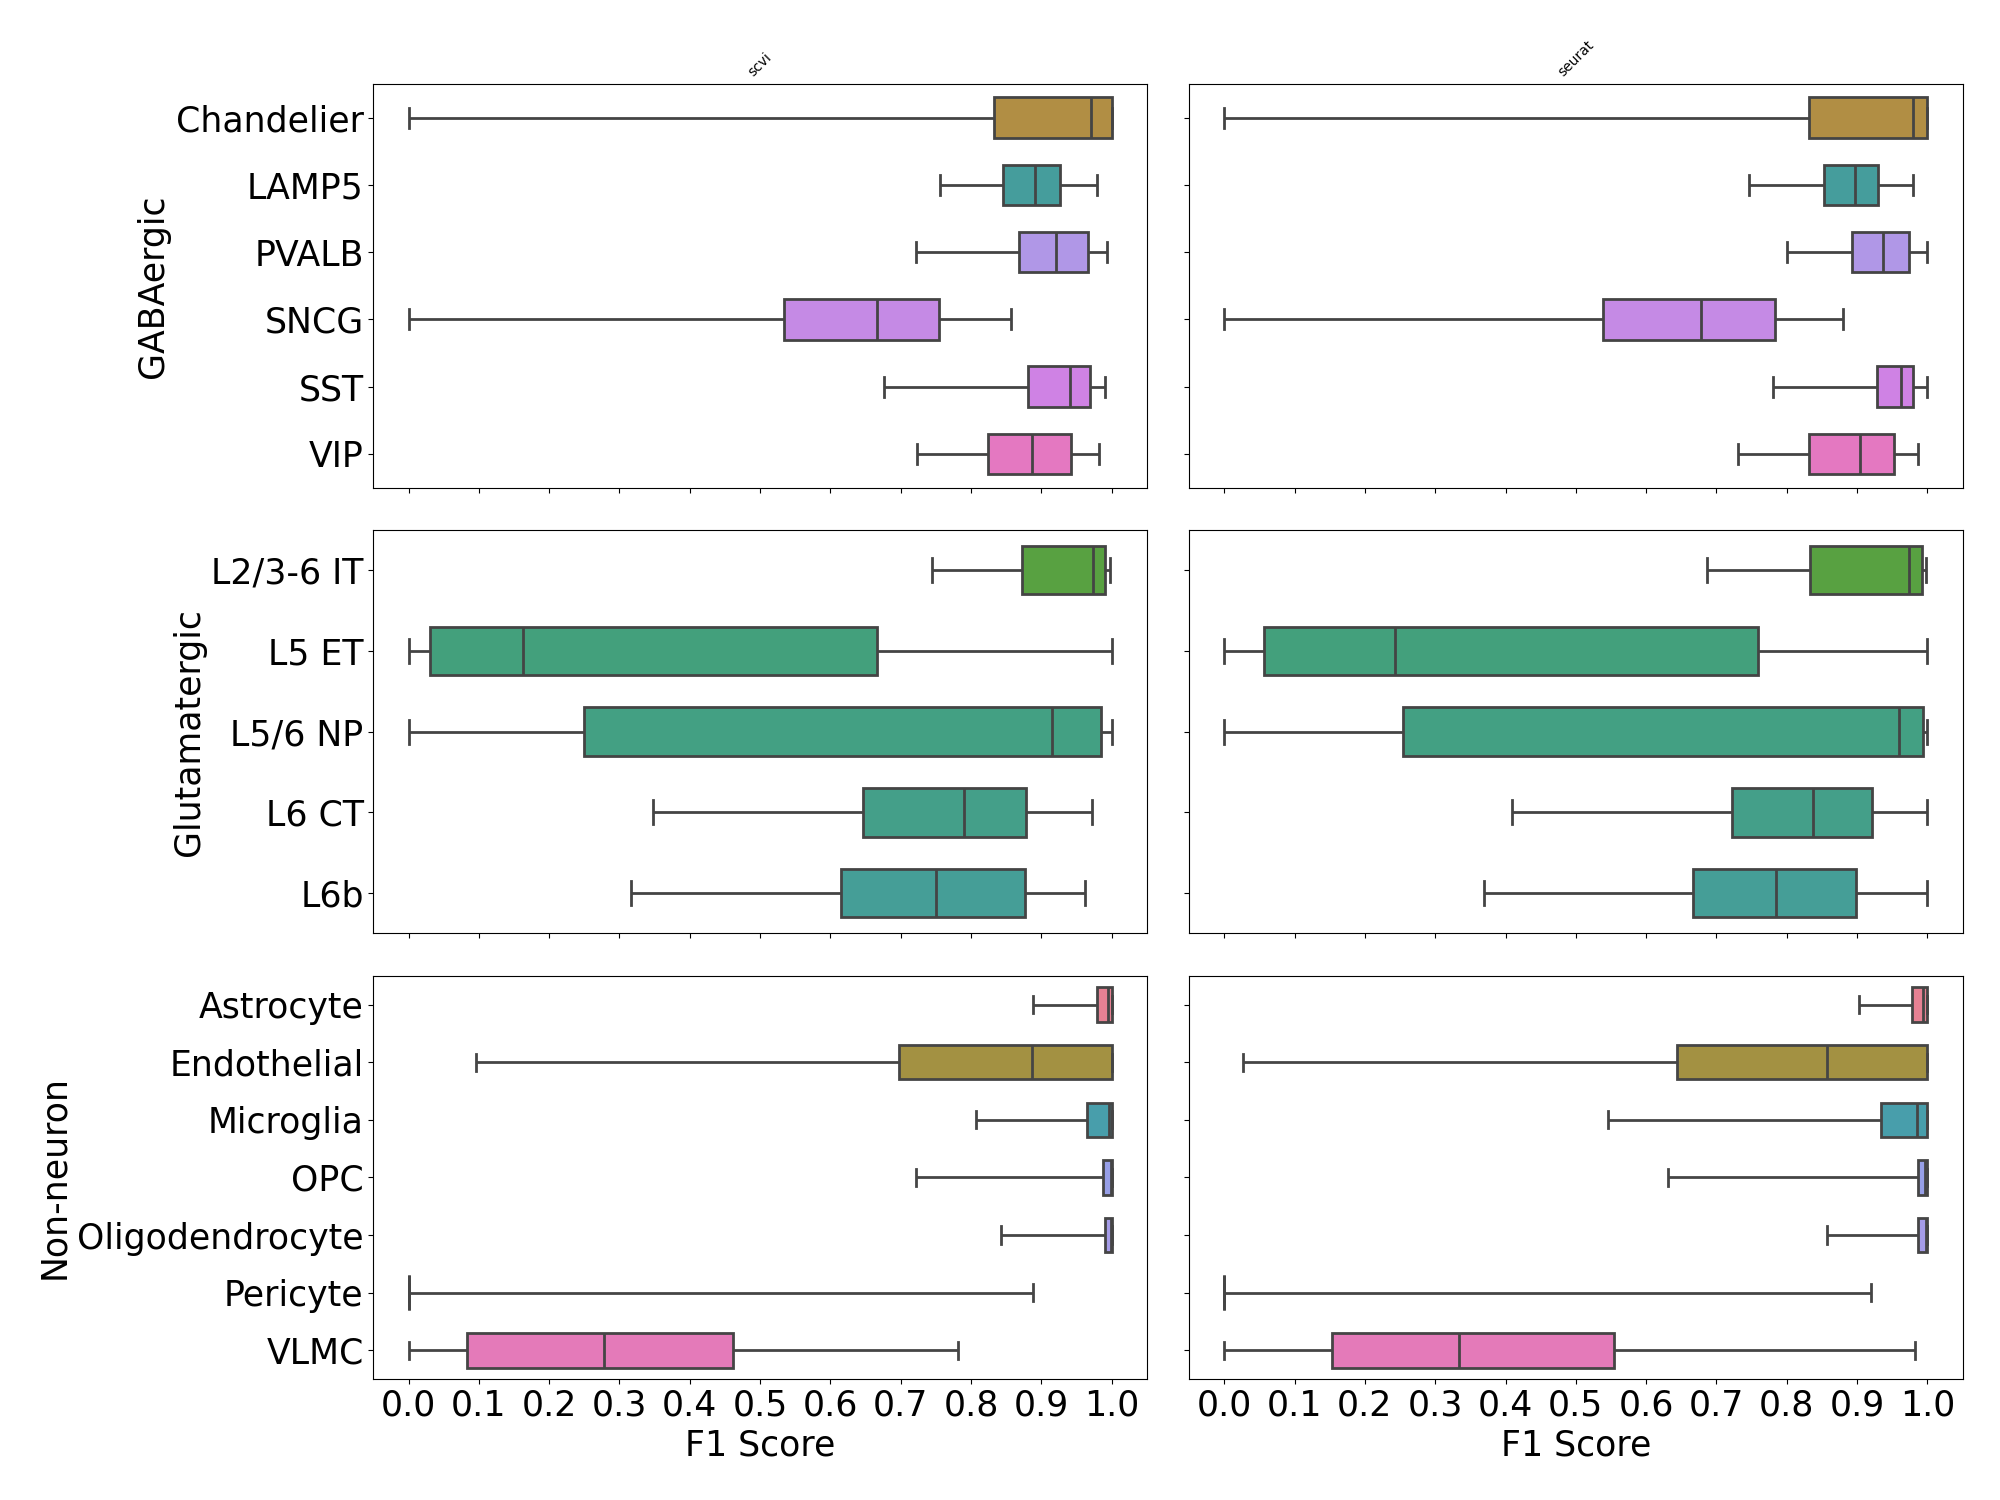 scvi
seurat
GABAergic
Chandelier
LAMP5
PVALB
SNCG
SST
VIP
Glutamatergic
L2/3-6 IT
L5 ET
L5/6 NP
L6 CT
L6b
Non-neuron
Astrocyte
Endothelial
Microglia
OPC
Oligodendrocyte
Pericyte
VLMC
0.0 0.1 0.2 0.3 0.4 0.5 0.6 0.7 0.8 0.9 1.0
F1 Score
0.0 0.1 0.2 0.3 0.4 0.5 0.6 0.7 0.8 0.9 1.0
F1 Score